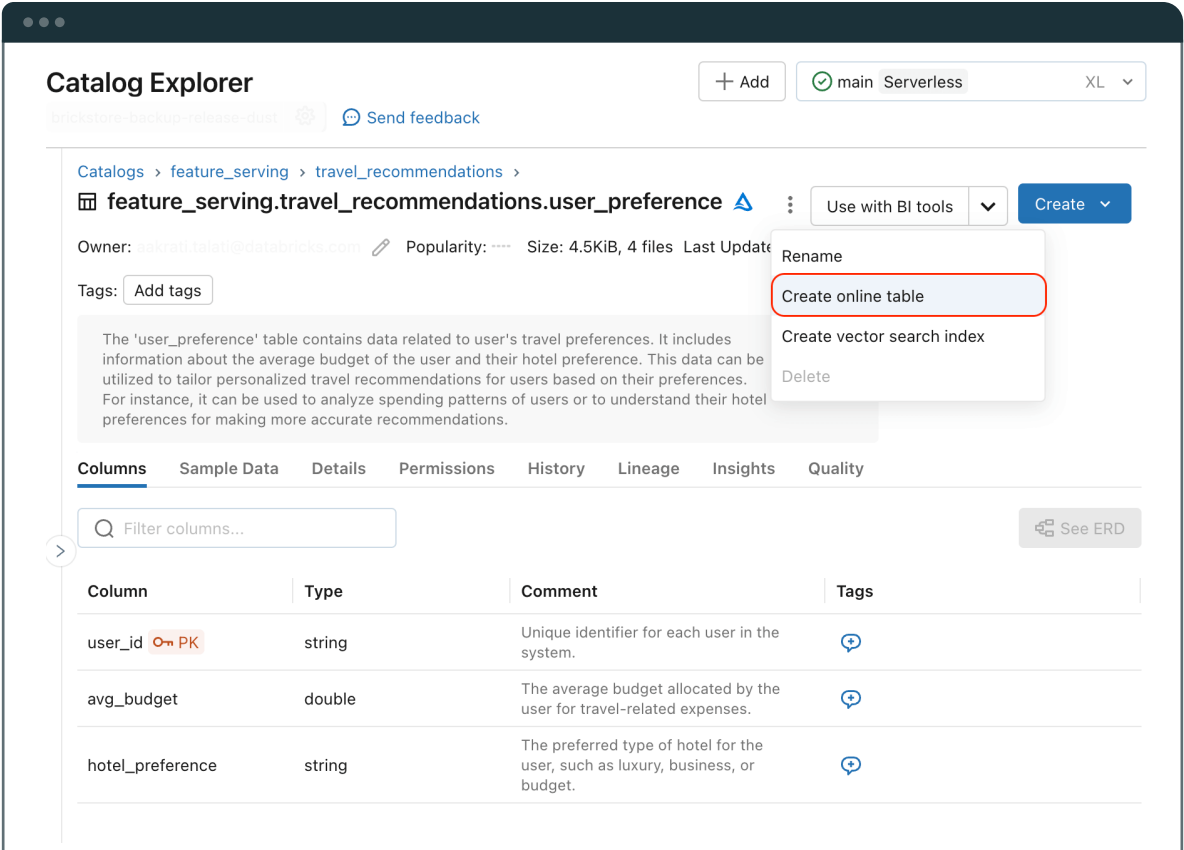 Catalog Explorer
Add
main Serverless XL
brickstore-backup-release-dust
Send feedback
Catalogs › feature_serving › travel_recommendations ›
feature_serving.travel_recommendations.user_preference
Use with BI tools
Create
Owner: aakrati.talati@databricks.com Popularity: Size: 4.5KiB, 4 files Last Update
Rename
Create online table
Create vector search index
Delete
Tags: Add tags
The 'user_preference' table contains data related to user's travel preferences. It includes
information about the average budget of the user and their hotel preference. This data can be
utilized to tailor personalized travel recommendations for users based on their preferences.
For instance, it can be used to analyze spending patterns of users or to understand their hotel
preferences for making more accurate recommendations.
Columns Sample Data Details Permissions History Lineage Insights Quality
Filter columns...
See ERD
Column Type Comment Tags
user_id PK string Unique identifier for each user in the
system.
avg_budget double The average budget allocated by the
user for travel-related expenses.
hotel_preference string The preferred type of hotel for the
user, such as luxury, business, or
budget.